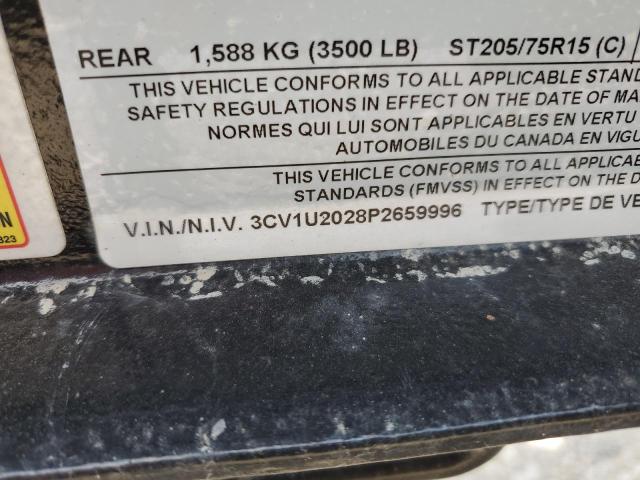 REAR 1,588 KG (3500 LB) ST205/75R15 (C)
THIS VEHICLE CONFORMS TO ALL APPLICABLE STAN
SAFETY REGULATIONS IN EFFECT ON THE DATE OF MA
NORMES QUI LUI SONT APPLICABLES EN VERTU
AUTOMOBILES DU CANADA EN VIGU
THIS VEHICLE CONFORMS TO ALL APPLICAB
STANDARDS (FMVSS) IN EFFECT ON THE D
V.I.N./N.I.V. 3CV1U2028P2659996 TYPE/TYPE DE VE
N
823